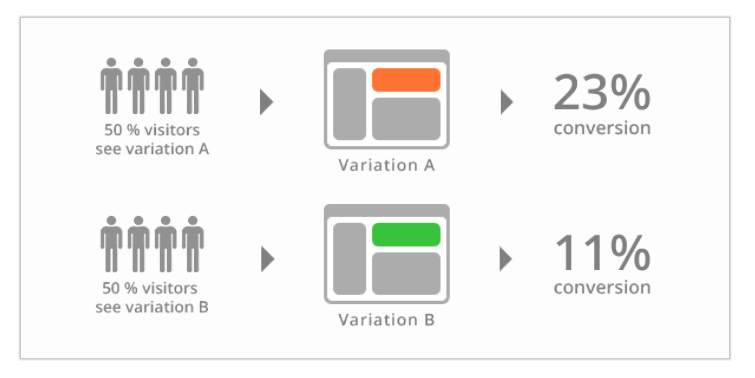 50 % visitors
see variation A
Variation A
23%
conversion
50 % visitors
see variation B
Variation B
11%
conversion